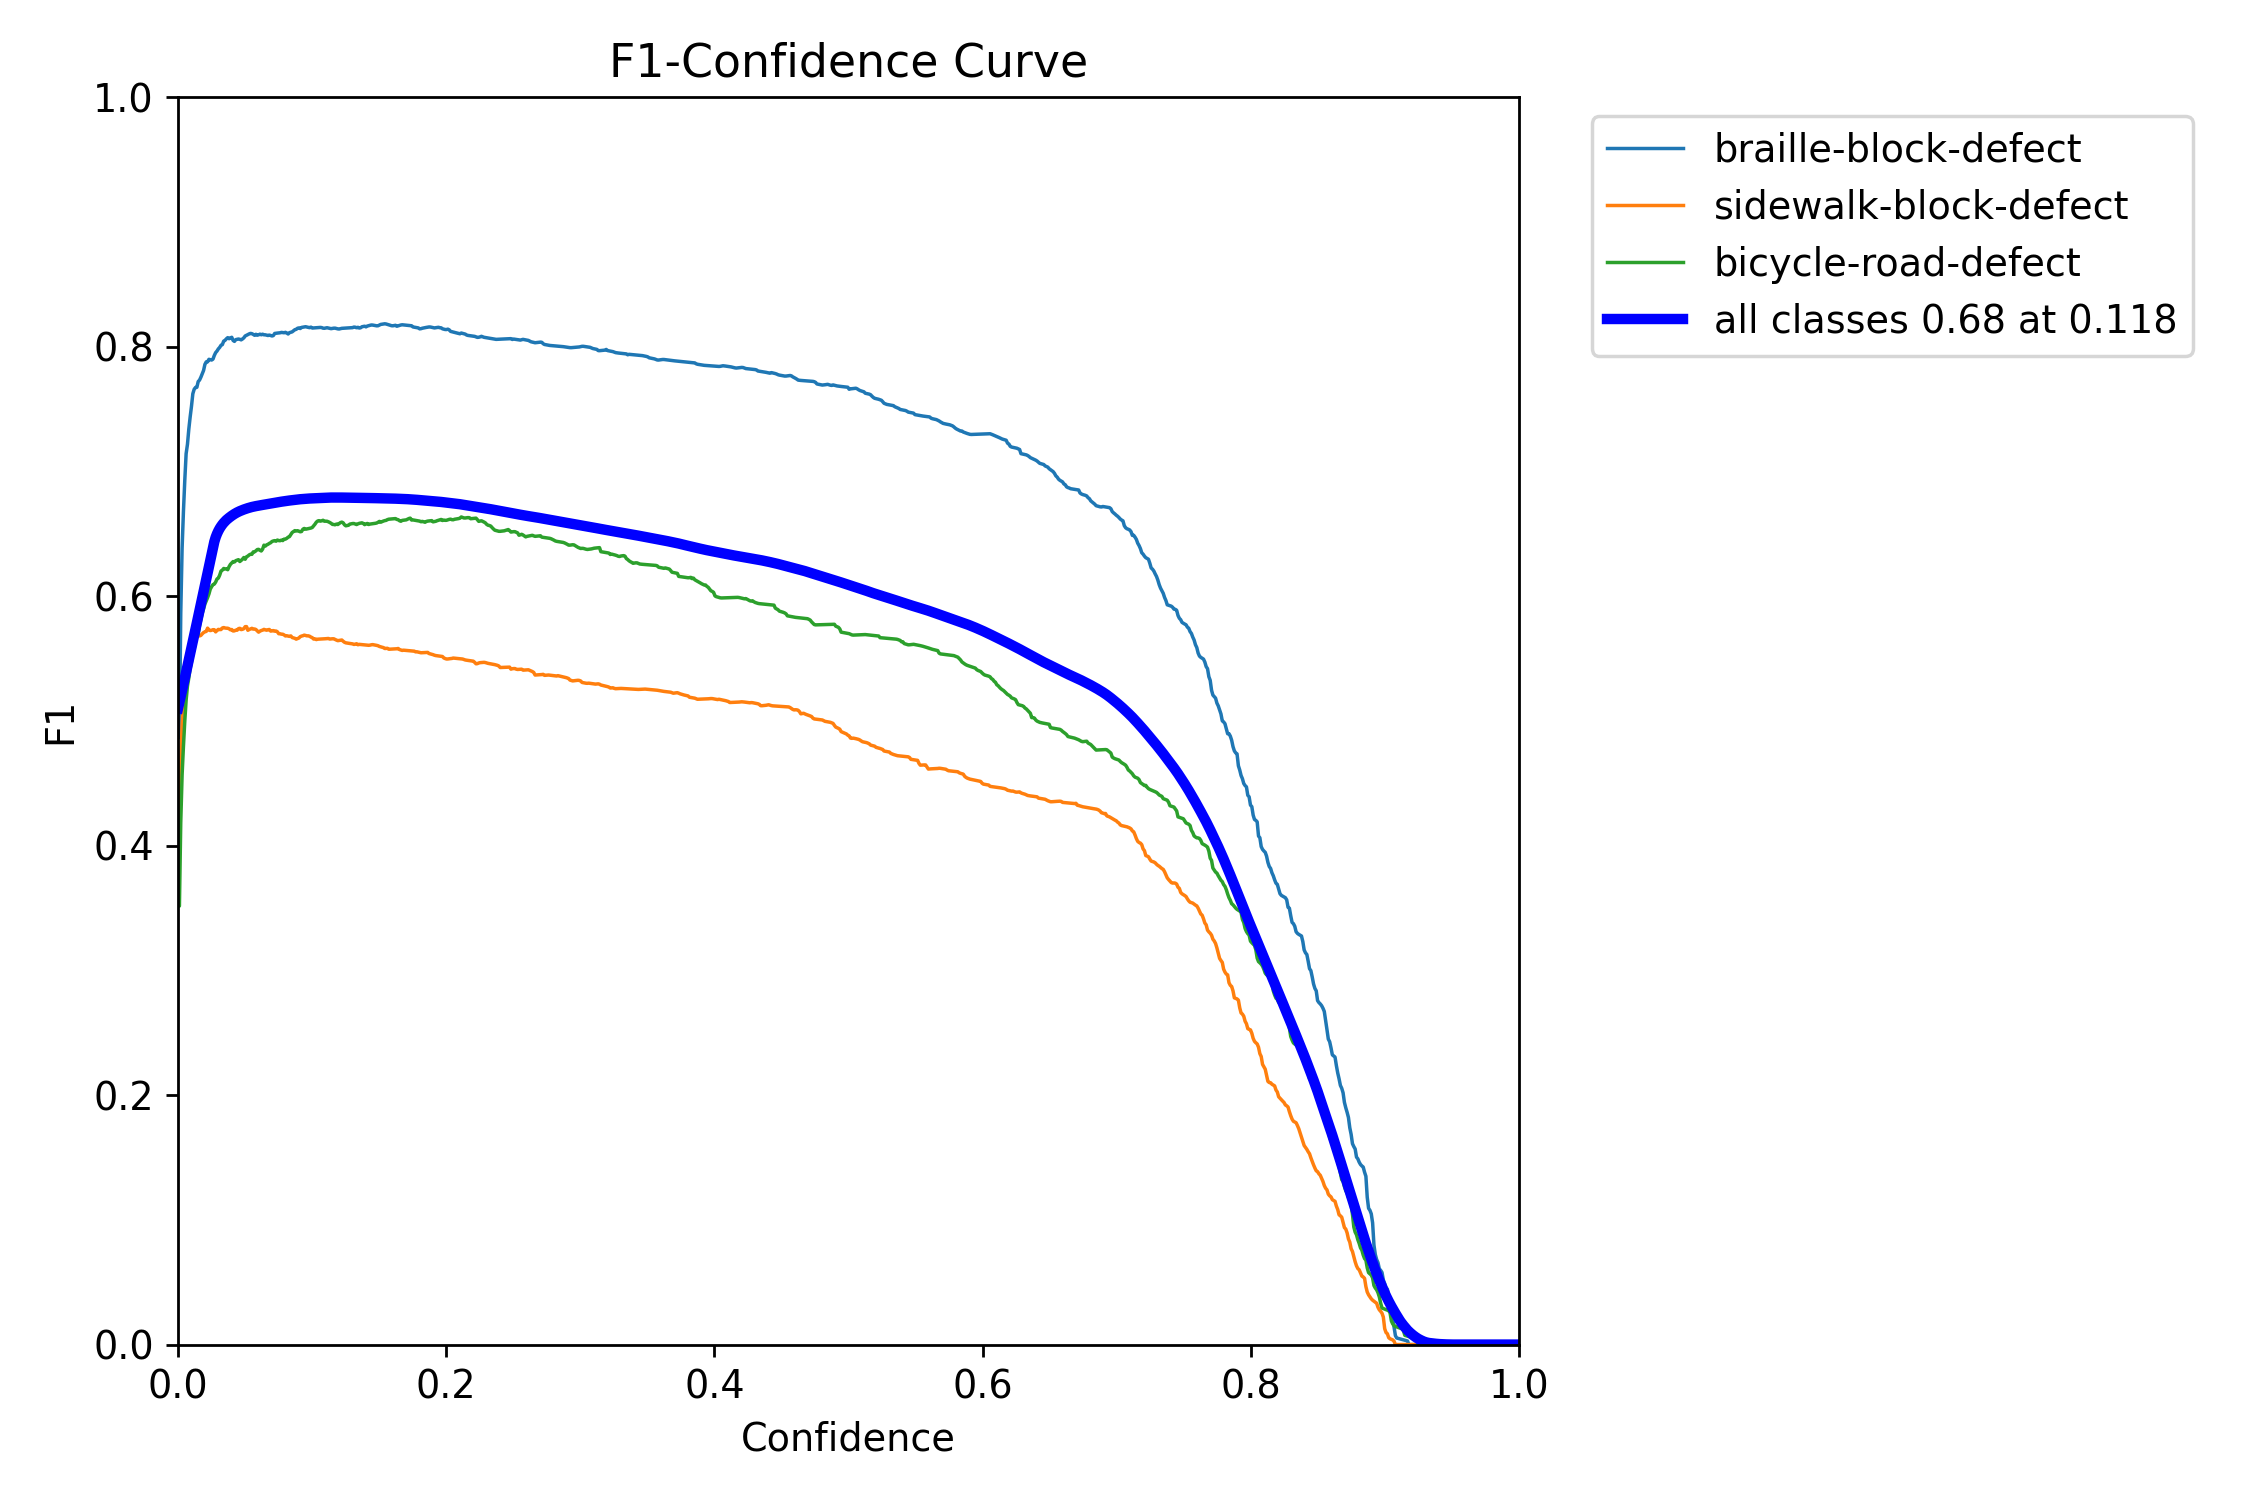 F1-Confidence Curve
braille-block-defect
sidewalk-block-defect
bicycle-road-defect
all classes 0.68 at 0.118
F1
1.0
0.8
0.6
0.4
0.2
0.0
0.0 0.2 0.4 0.6 0.8 1.0
Confidence